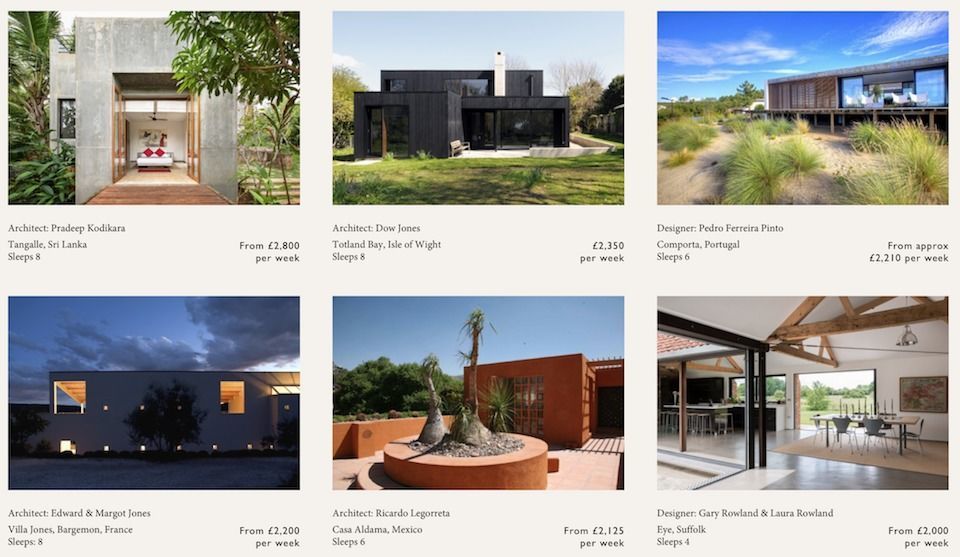 Architect: Pradeep Kodikara
Tangalle, Sri Lanka
Sleeps 8
From £2,800
per week
Architect: Dow Jones
Totland Bay, Isle of Wight
Sleeps 8
£2,350
per week
Designer: Pedro Ferreira Pinto
Comporta, Portugal
Sleeps 6
From approx
£2,210 per week
Architect: Edward & Margot Jones
Villa Jones, Bargemon, France
Sleeps: 8
From £2,200
per week
Architect: Ricardo Legorreta
Casa Aldama, Mexico
Sleeps 6
From £2,125
per week
Designer: Gary Rowland & Laura Rowland
Eye, Suffolk
Sleeps 4
From £2,000
per week